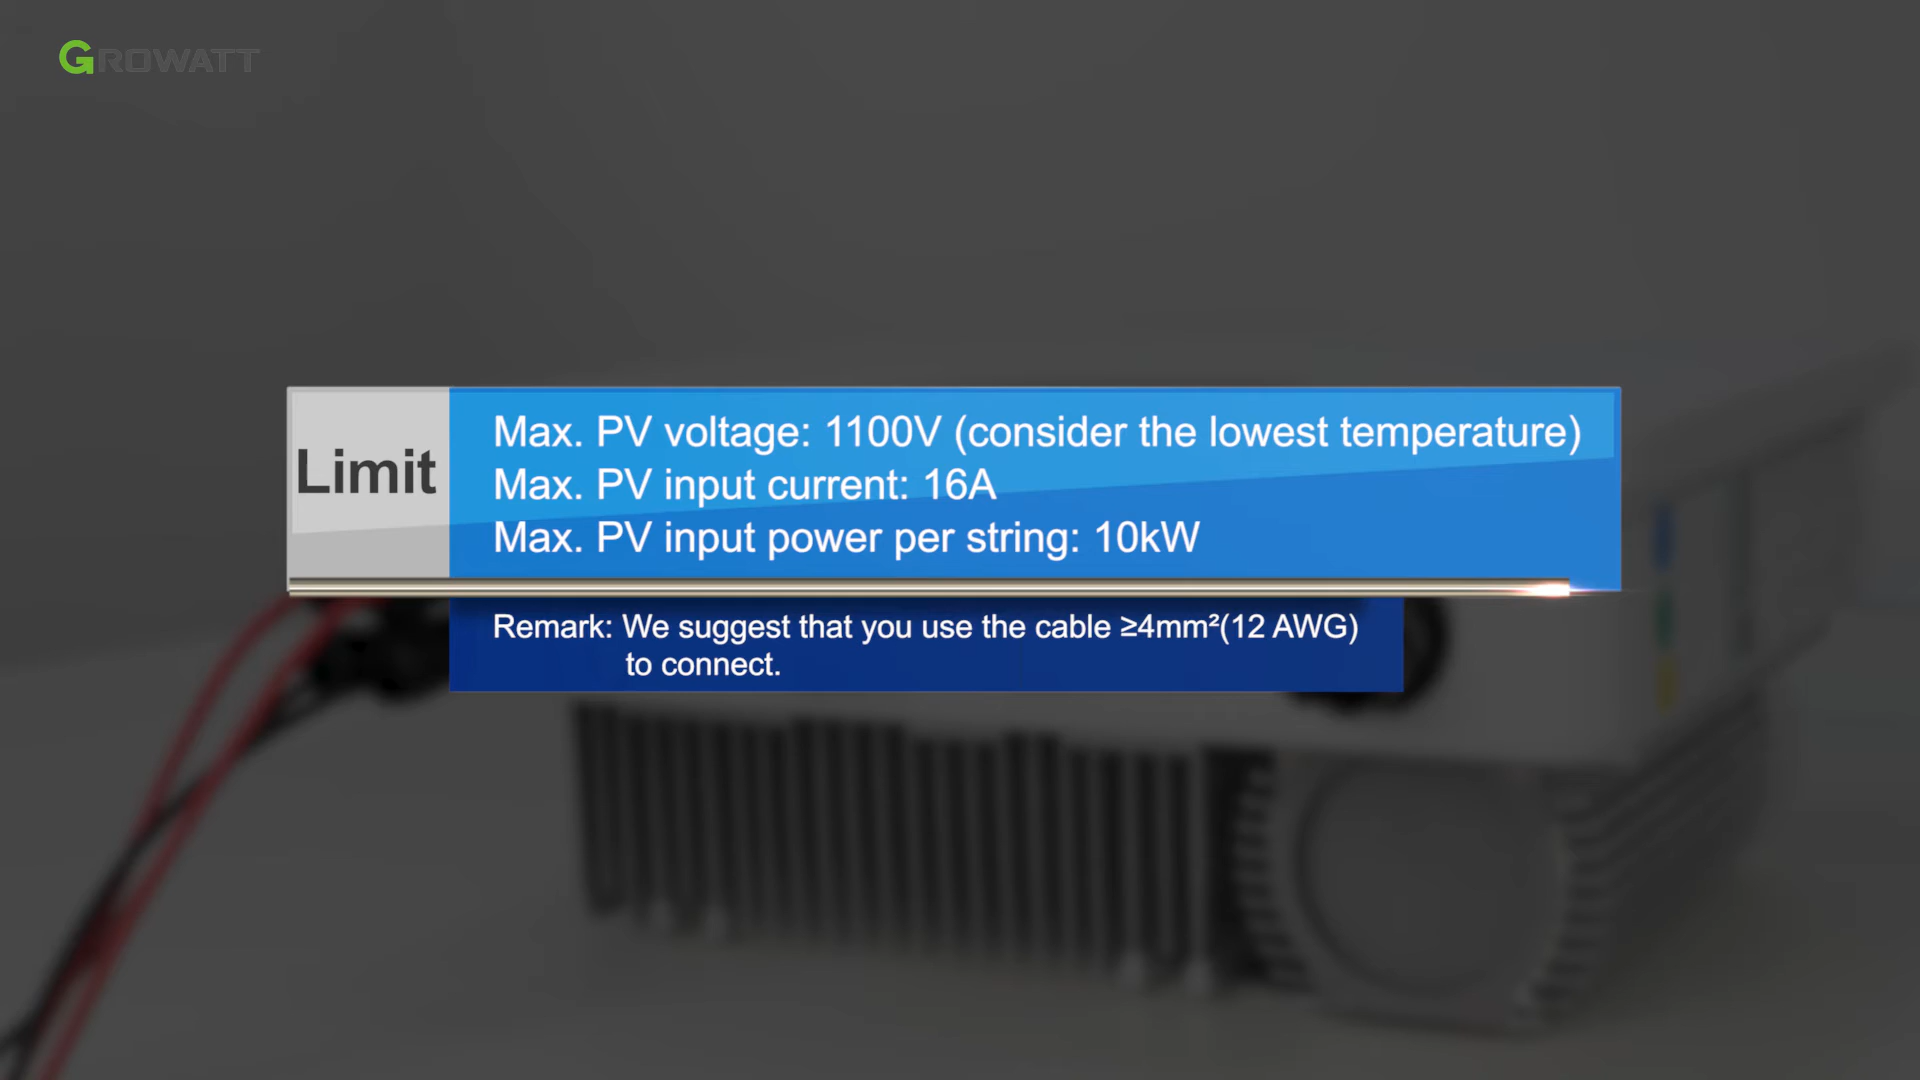 GROWATT
Limit
Max. PV voltage: 1100V (consider the lowest temperature)
Max. PV input current: 16A
Max. PV input power per string: 10kW
Remark: We suggest that you use the cable ≥4mm²(12 AWG)
to connect.